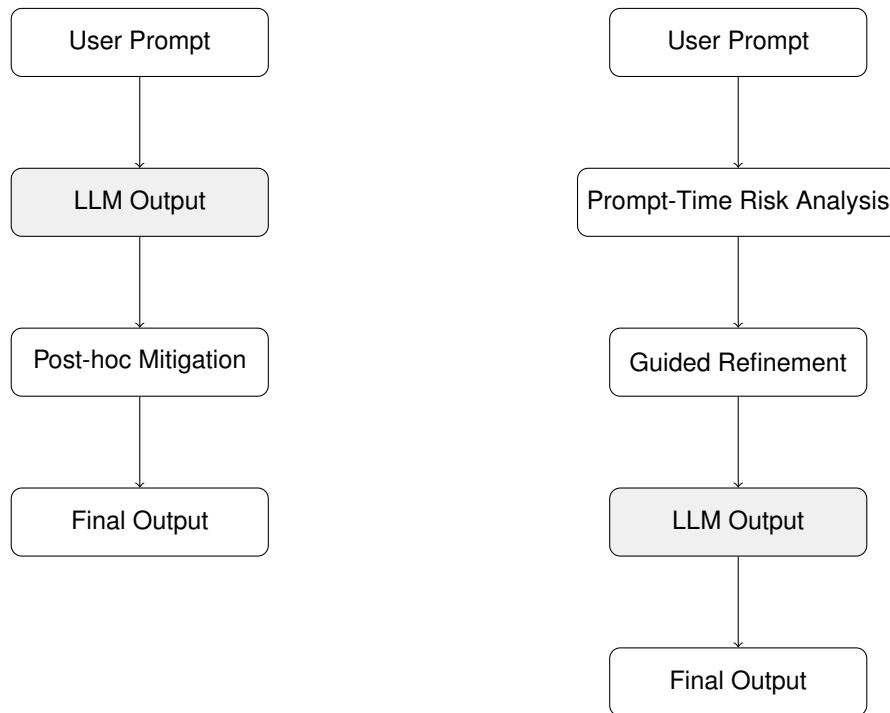 User Prompt
LLM Output
Post-hoc Mitigation
Final Output
User Prompt
Prompt-Time Risk Analysis
Guided Refinement
LLM Output
Final Output